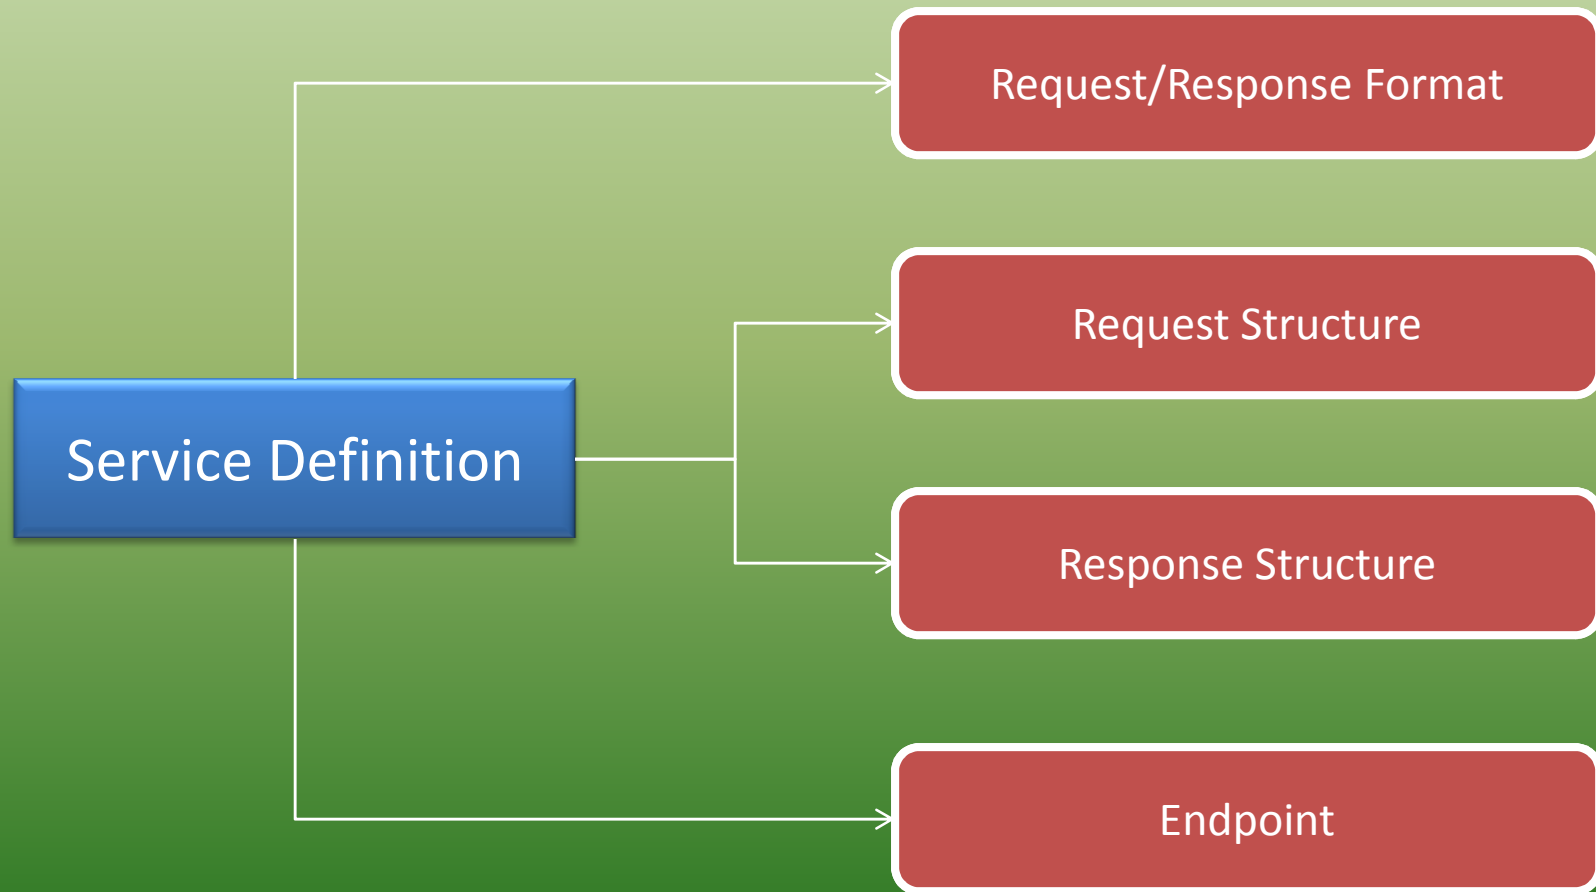 Request/Response Format
Request Structure
Service Definition
Response Structure
Endpoint